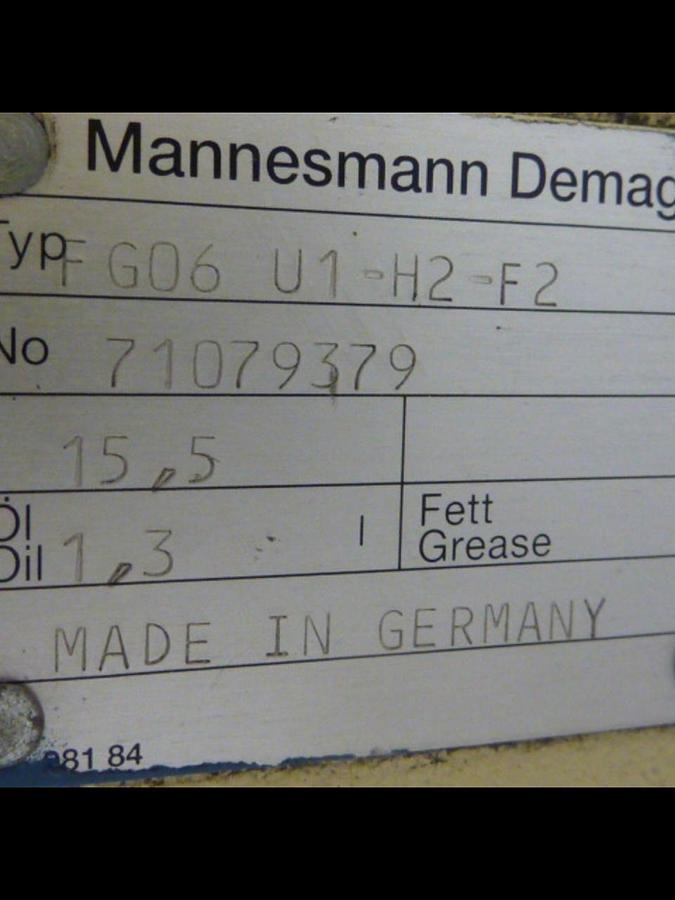 Mannesmann Demag
Typ FG06 U1-H2-F2
No 71079379
15,5
Öl
Oil 1,3 l Fett
Grease
MADE IN GERMANY
981 84